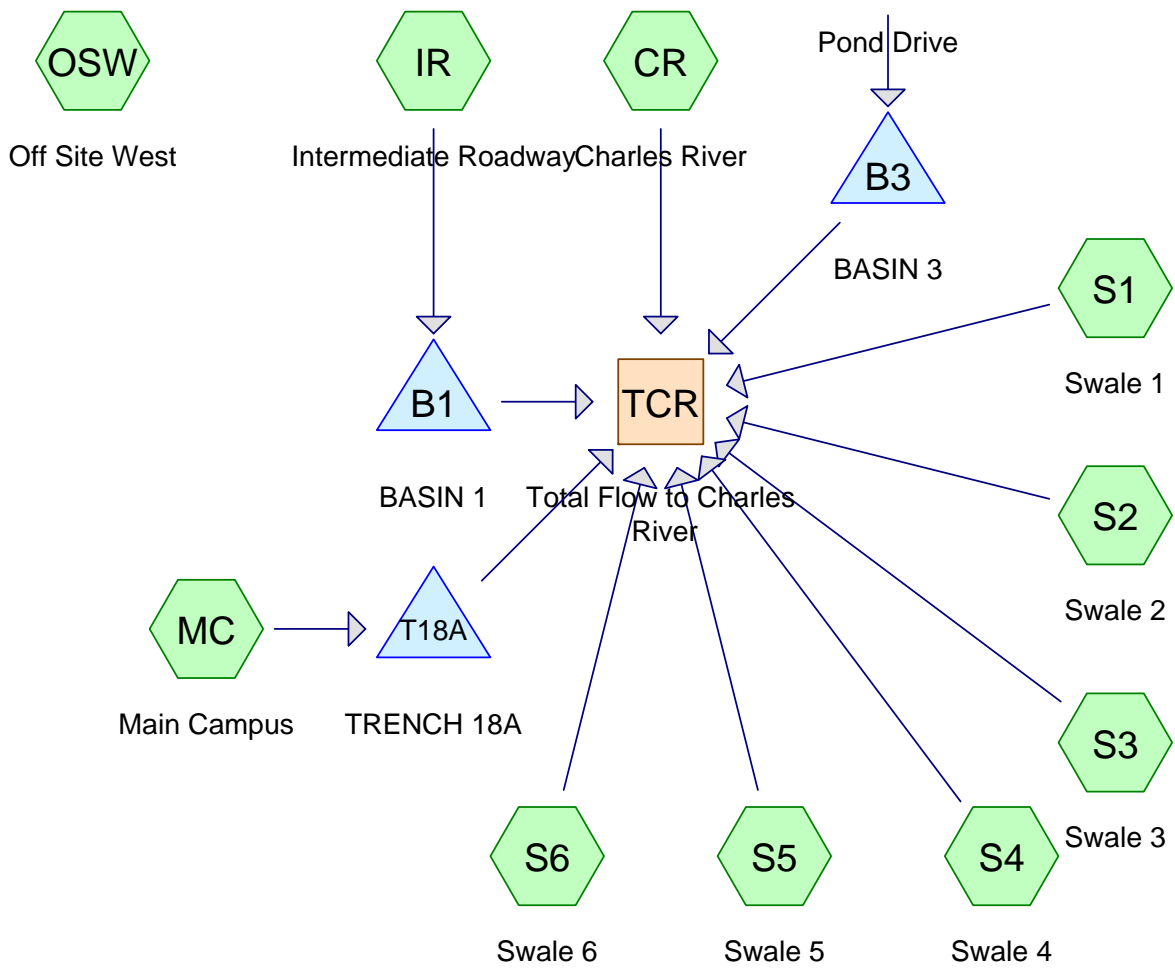 OSW
IR
CR
Pond Drive
Off Site West
Intermediate Roadway
Charles River
B3
BASIN 3
S1
Swale 1
B1
TCR
BASIN 1
Total Flow to Charles
River
S2
Swale 2
MC
T18A
Main Campus
TRENCH 18A
S3
Swale 3
S6
S5
S4
Swale 6
Swale 5
Swale 4